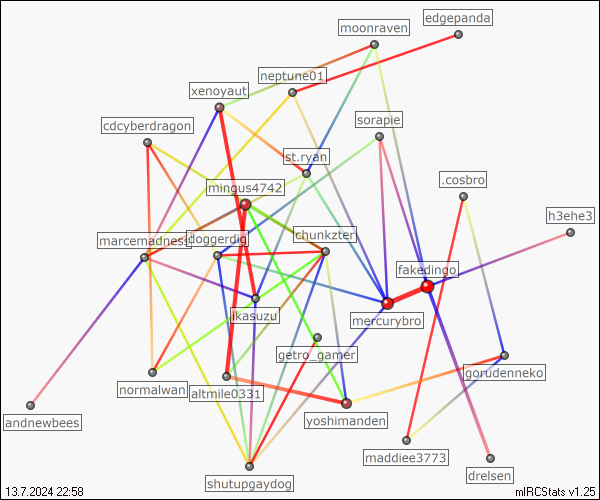 edgepanda
moonraven
neptune01
xenoyaut
sorapie
cdcyberdragon
st.ryan
.cosbro
mingus4742
h3ehe3
chunkzter
marcemadness
doggerdig
fakedingo
ikasuzu
mercurybro
getro_gamer
gorudenneko
normalwan
altmile0331
andnewbees
yoshimanden
maddiee3773
drelsen
shutupgaydog
13.7.2024 22:58
mIRCStats v1.25